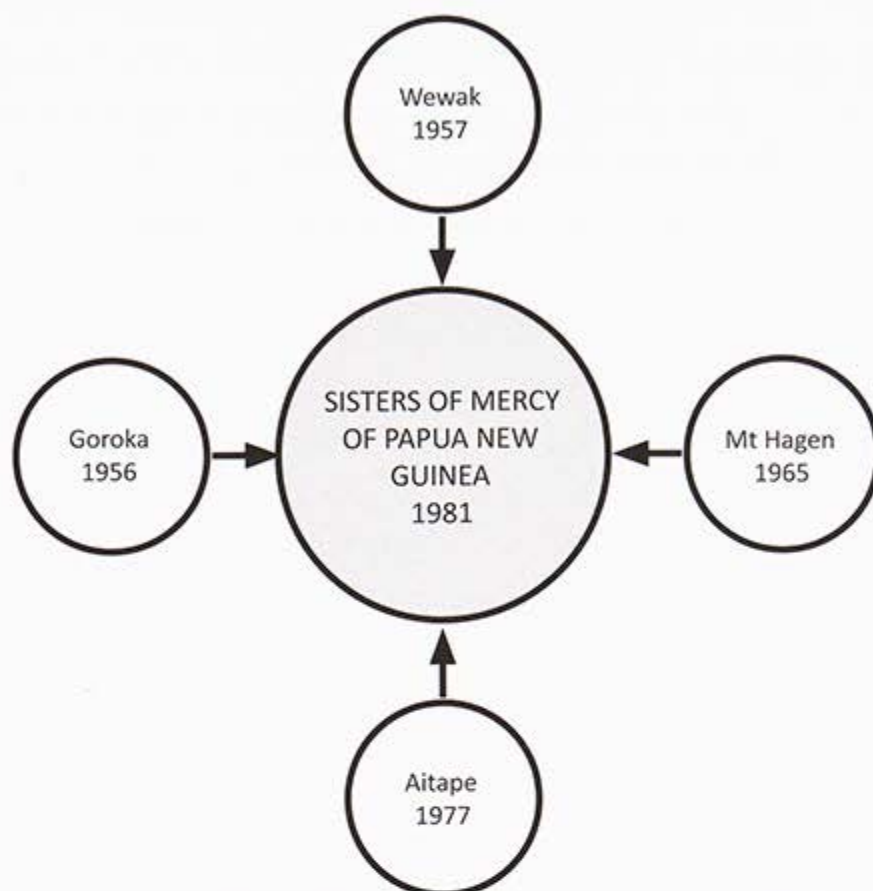 Wewak
1957
Goroka
1956
SISTERS OF MERCY
OF PAPUA NEW
GUINEA
1981
Mt Hagen
1965
Aitape
1977